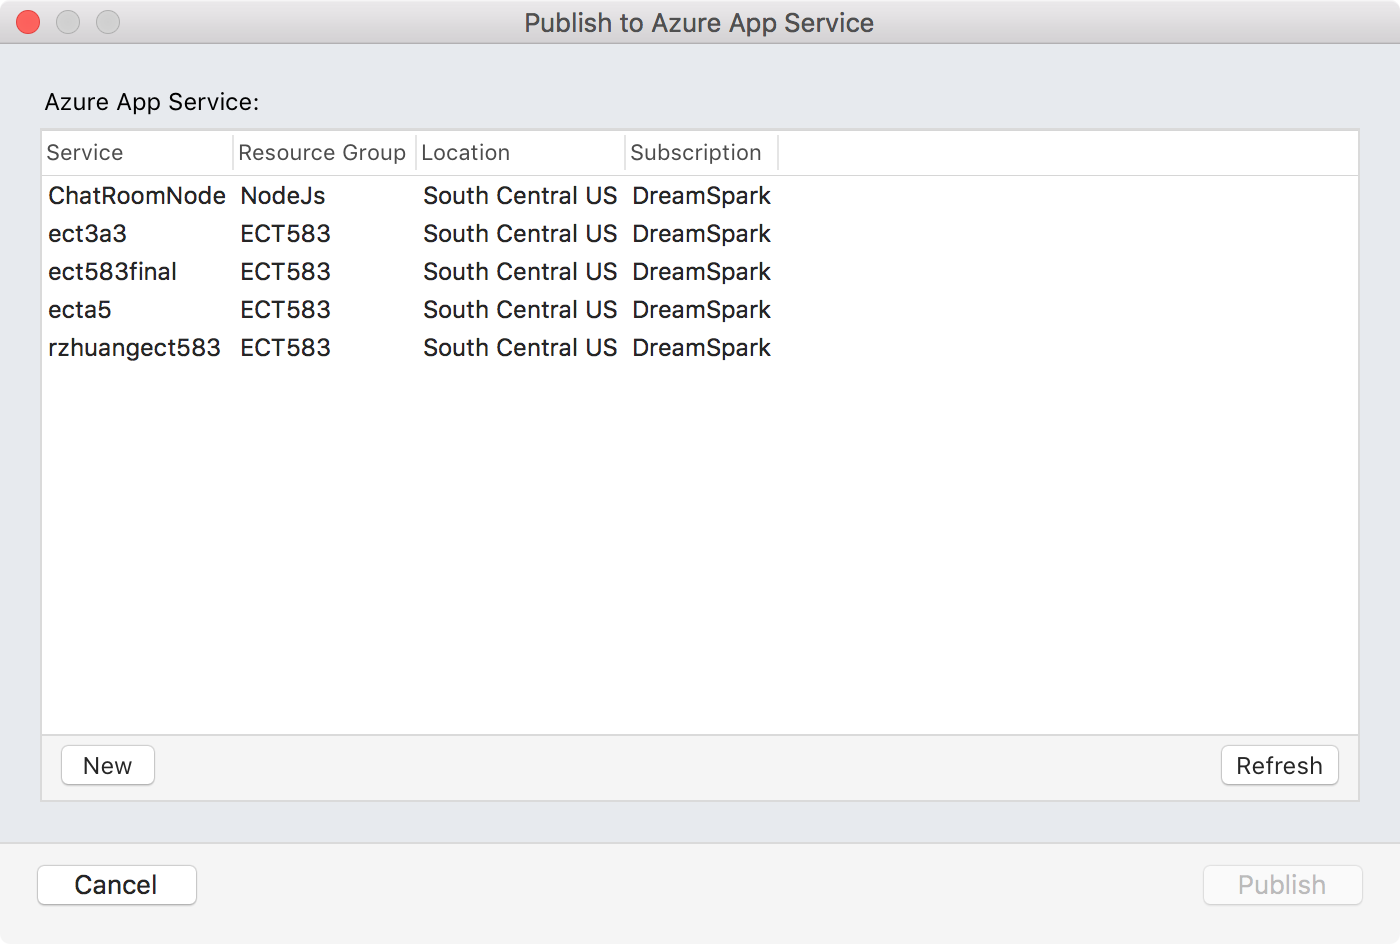 Publish to Azure App Service
Azure App Service:
Service Resource Group Location Subscription
ChatRoomNode NodeJs South Central US DreamSpark
ect3a3 ECT583 South Central US DreamSpark
ect583final ECT583 South Central US DreamSpark
ecta5 ECT583 South Central US DreamSpark
rzhuangect583 ECT583 South Central US DreamSpark
New Refresh
Cancel Publish